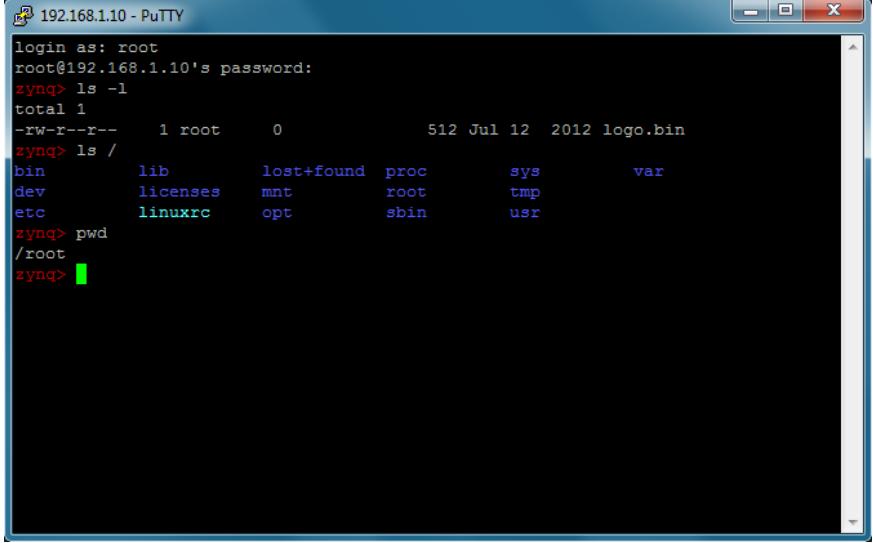 192.168.1.10 - PuTTY
login as: root
root@192.168.1.10's password:
zynq> ls -l
total 1
-rw-r--r--    1 root     0              512 Jul 12  2012 logo.bin
zynq> ls /
bin         lib         lost+found  proc        sys         var
dev         licenses    mnt         root        tmp
etc         linuxrc     opt         sbin        usr
zynq> pwd
/root
zynq>